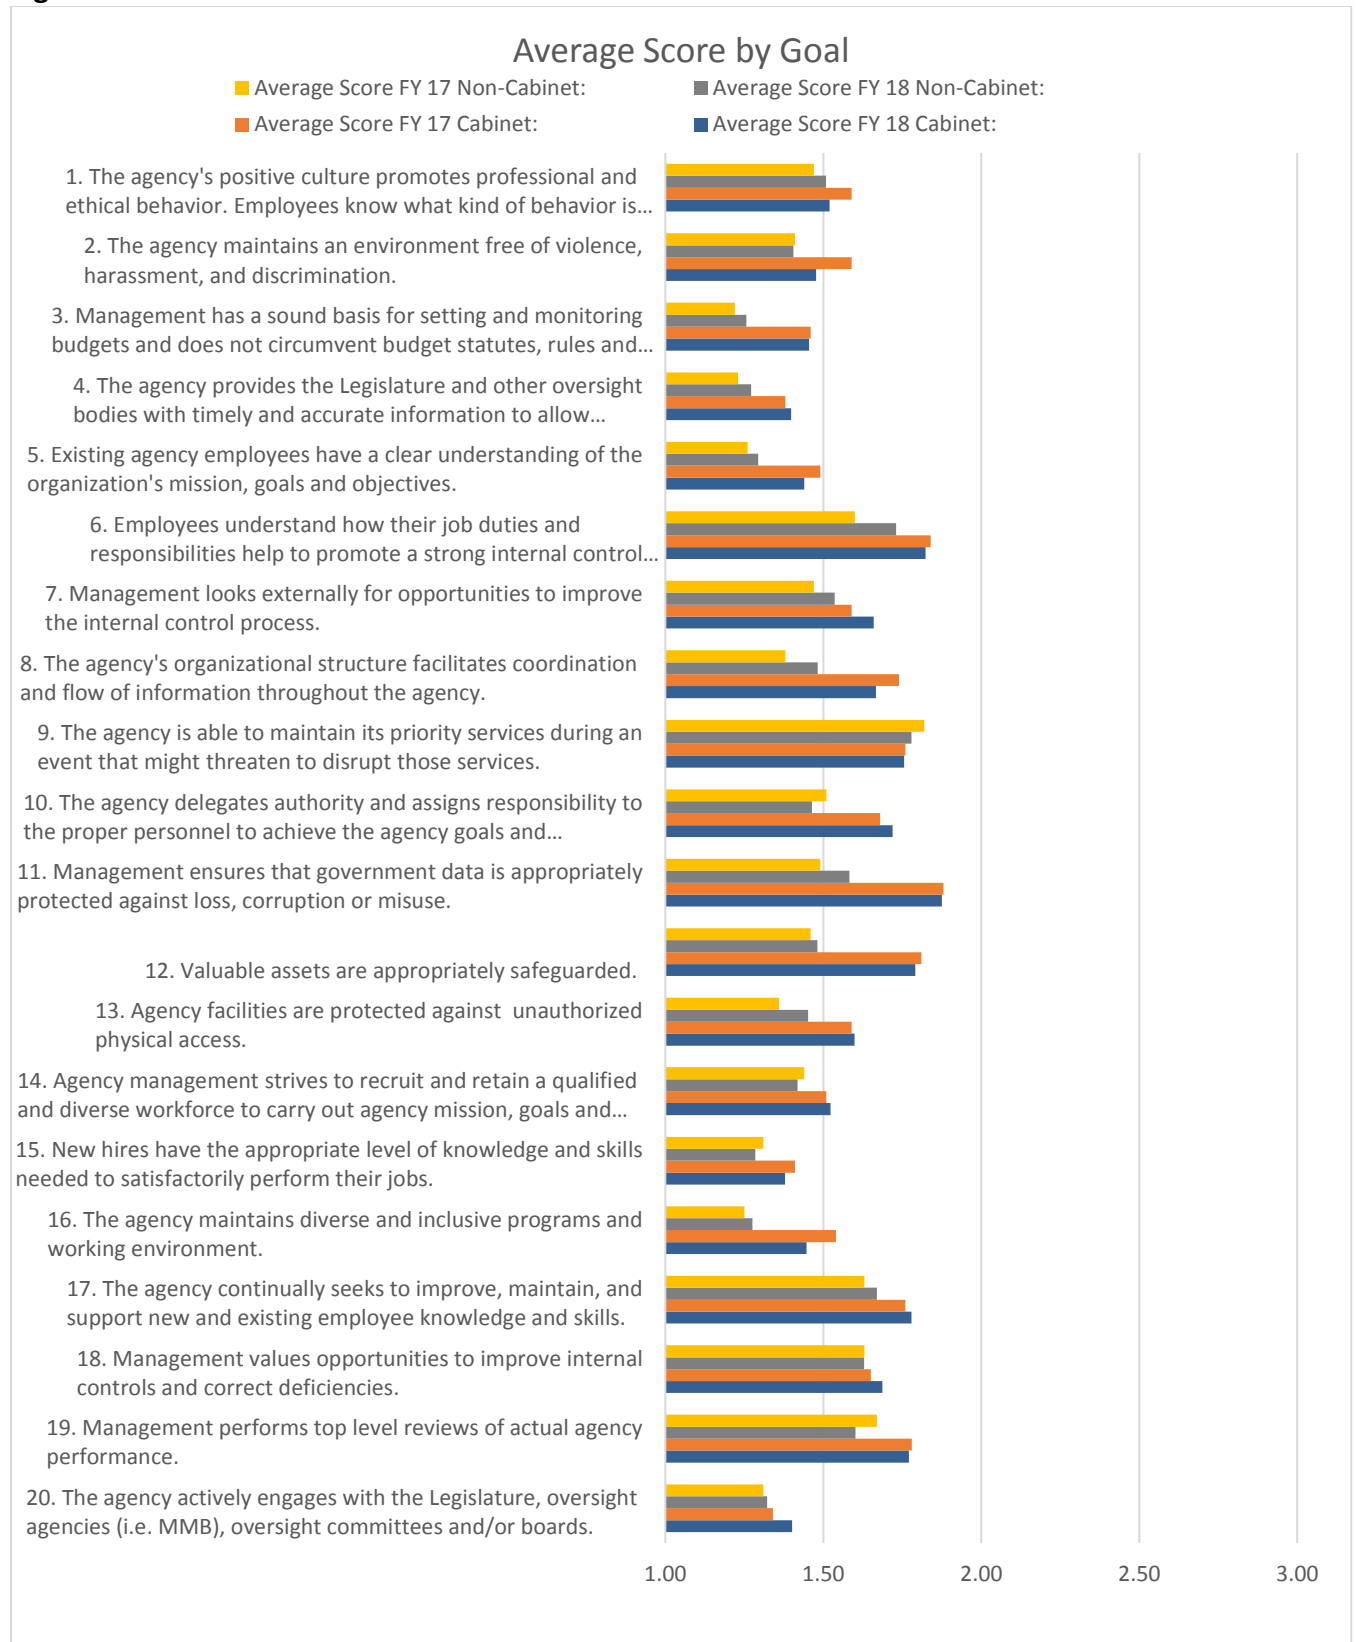 Average Score by Goal
Average Score FY 17 Non-Cabinet:
Average Score FY 18 Non-Cabinet:
Average Score FY 17 Cabinet:
Average Score FY 18 Cabinet:
1. The agency's positive culture promotes professional and
ethical behavior. Employees know what kind of behavior is...
2. The agency maintains an environment free of violence,
harassment, and discrimination.
3. Management has a sound basis for setting and monitoring
budgets and does not circumvent budget statutes, rules and...
4. The agency provides the Legislature and other oversight
bodies with timely and accurate information to allow...
5. Existing agency employees have a clear understanding of the
organization's mission, goals and objectives.
6. Employees understand how their job duties and
responsibilities help to promote a strong internal control...
7. Management looks externally for opportunities to improve
the internal control process.
8. The agency's organizational structure facilitates coordination
and flow of information throughout the agency.
9. The agency is able to maintain its priority services during an
event that might threaten to disrupt those services.
10. The agency delegates authority and assigns responsibility to
the proper personnel to achieve the agency goals and...
11. Management ensures that government data is appropriately
protected against loss, corruption or misuse.
12. Valuable assets are appropriately safeguarded.
13. Agency facilities are protected against  unauthorized
physical access.
14. Agency management strives to recruit and retain a qualified
and diverse workforce to carry out agency mission, goals and...
15. New hires have the appropriate level of knowledge and skills
needed to satisfactorily perform their jobs.
16. The agency maintains diverse and inclusive programs and
working environment.
17. The agency continually seeks to improve, maintain, and
support new and existing employee knowledge and skills.
18. Management values opportunities to improve internal
controls and correct deficiencies.
19. Management performs top level reviews of actual agency
performance.
20. The agency actively engages with the Legislature, oversight
agencies (i.e. MMB), oversight committees and/or boards.
1.00 1.50 2.00 2.50 3.00